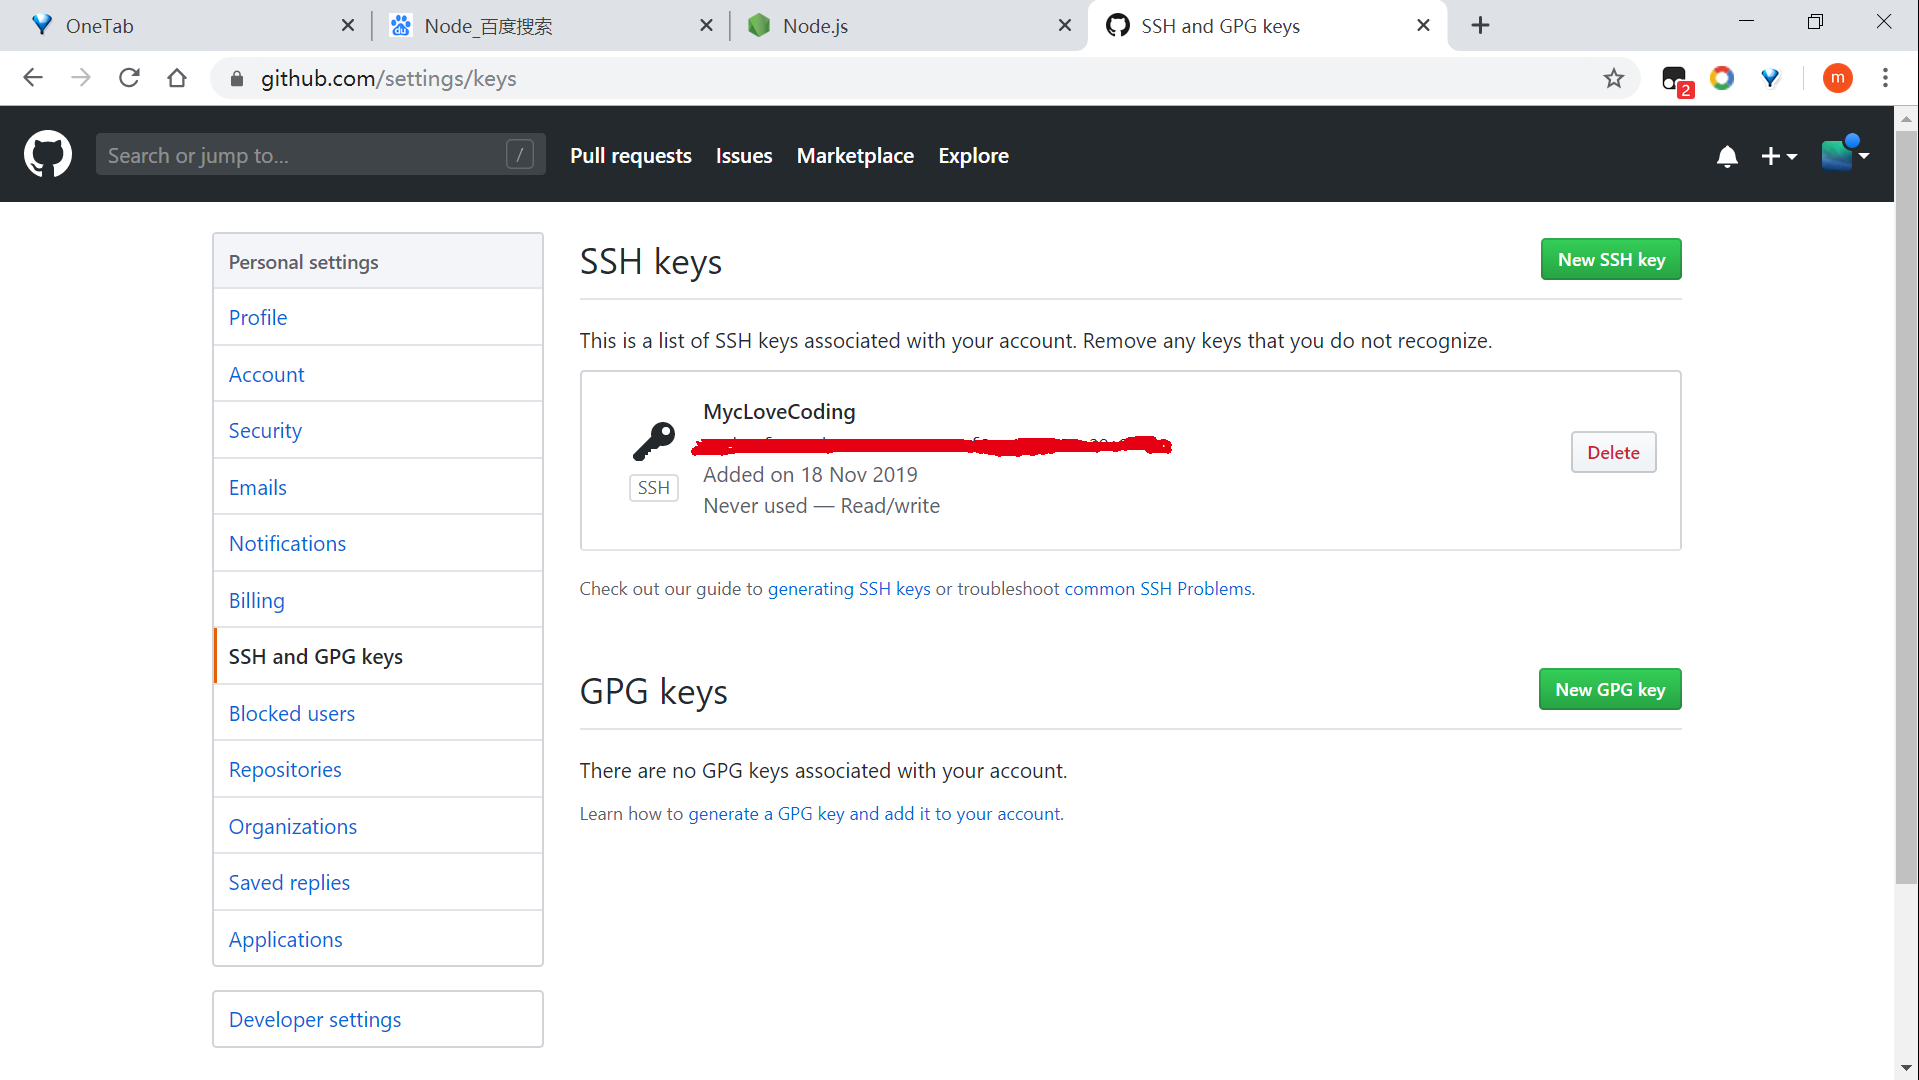 OneTab
Node_百度搜索
Node.js
SSH and GPG keys
github.com/settings/keys
2
m
Search or jump to...
/
Pull requests
Issues
Marketplace
Explore
Personal settings
Profile
Account
Security
Emails
Notifications
Billing
SSH and GPG keys
Blocked users
Repositories
Organizations
Saved replies
Applications
Developer settings
SSH keys
New SSH key
This is a list of SSH keys associated with your account. Remove any keys that you do not recognize.
MycLoveCoding
SSH
Added on 18 Nov 2019
Never used — Read/write
Delete
Check out our guide to generating SSH keys or troubleshoot common SSH Problems.
GPG keys
New GPG key
There are no GPG keys associated with your account.
Learn how to generate a GPG key and add it to your account.